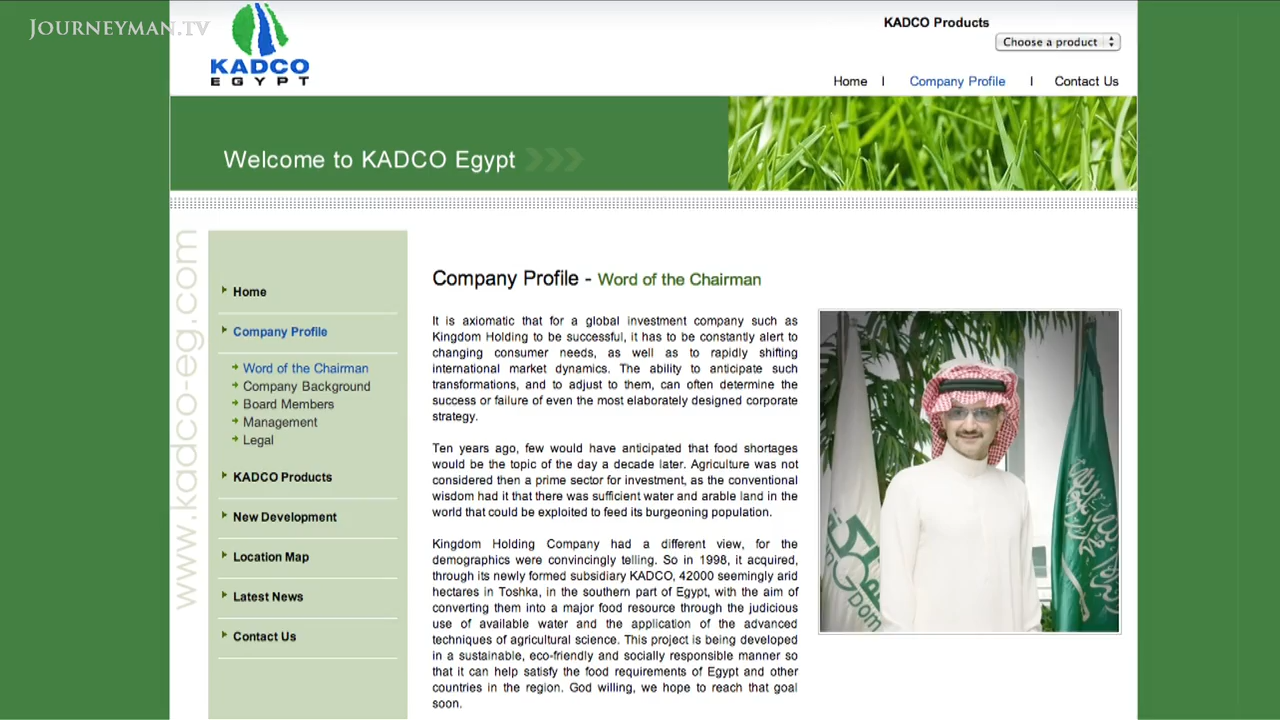 JOURNEYMAN.TV
KADCO
EGYPT
KADCO Products
Choose a product
Home | Company Profile | Contact Us
Welcome to KADCO Egypt
www.kadco-eg.com
Home
Company Profile
Word of the Chairman
Company Background
Board Members
Management
Legal
KADCO Products
New Development
Location Map
Latest News
Contact Us
Company Profile - Word of the Chairman
It is axiomatic that for a global investment company such as
Kingdom Holding to be successful, it has to be constantly alert to
changing consumer needs, as well as to rapidly shifting
international market dynamics. The ability to anticipate such
transformations, and to adjust to them, can often determine the
success or failure of even the most elaborately designed corporate
strategy.
Ten years ago, few would have anticipated that food shortages
would be the topic of the day a decade later. Agriculture was not
considered then a prime sector for investment, as the conventional
wisdom had it that there was sufficient water and arable land in the
world that could be exploited to feed its burgeoning population.
Kingdom Holding Company had a different view, for the
demographics were convincingly telling. So in 1998, it acquired,
through its newly formed subsidiary KADCO, 42000 seemingly arid
hectares in Toshka, in the southern part of Egypt, with the aim of
converting them into a major food resource through the judicious
use of available water and the application of the advanced
techniques of agricultural science. This project is being developed
in a sustainable, eco-friendly and socially responsible manner so
that it can help satisfy the food requirements of Egypt and other
countries in the region. God willing, we hope to reach that goal
soon.